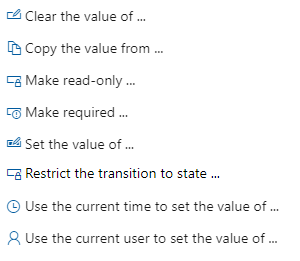 Clear the value of ...
Copy the value from ...
Make read-only ...
Make required ...
Set the value of ...
Restrict the transition to state ...
Use the current time to set the value of ...
Use the current user to set the value of ...